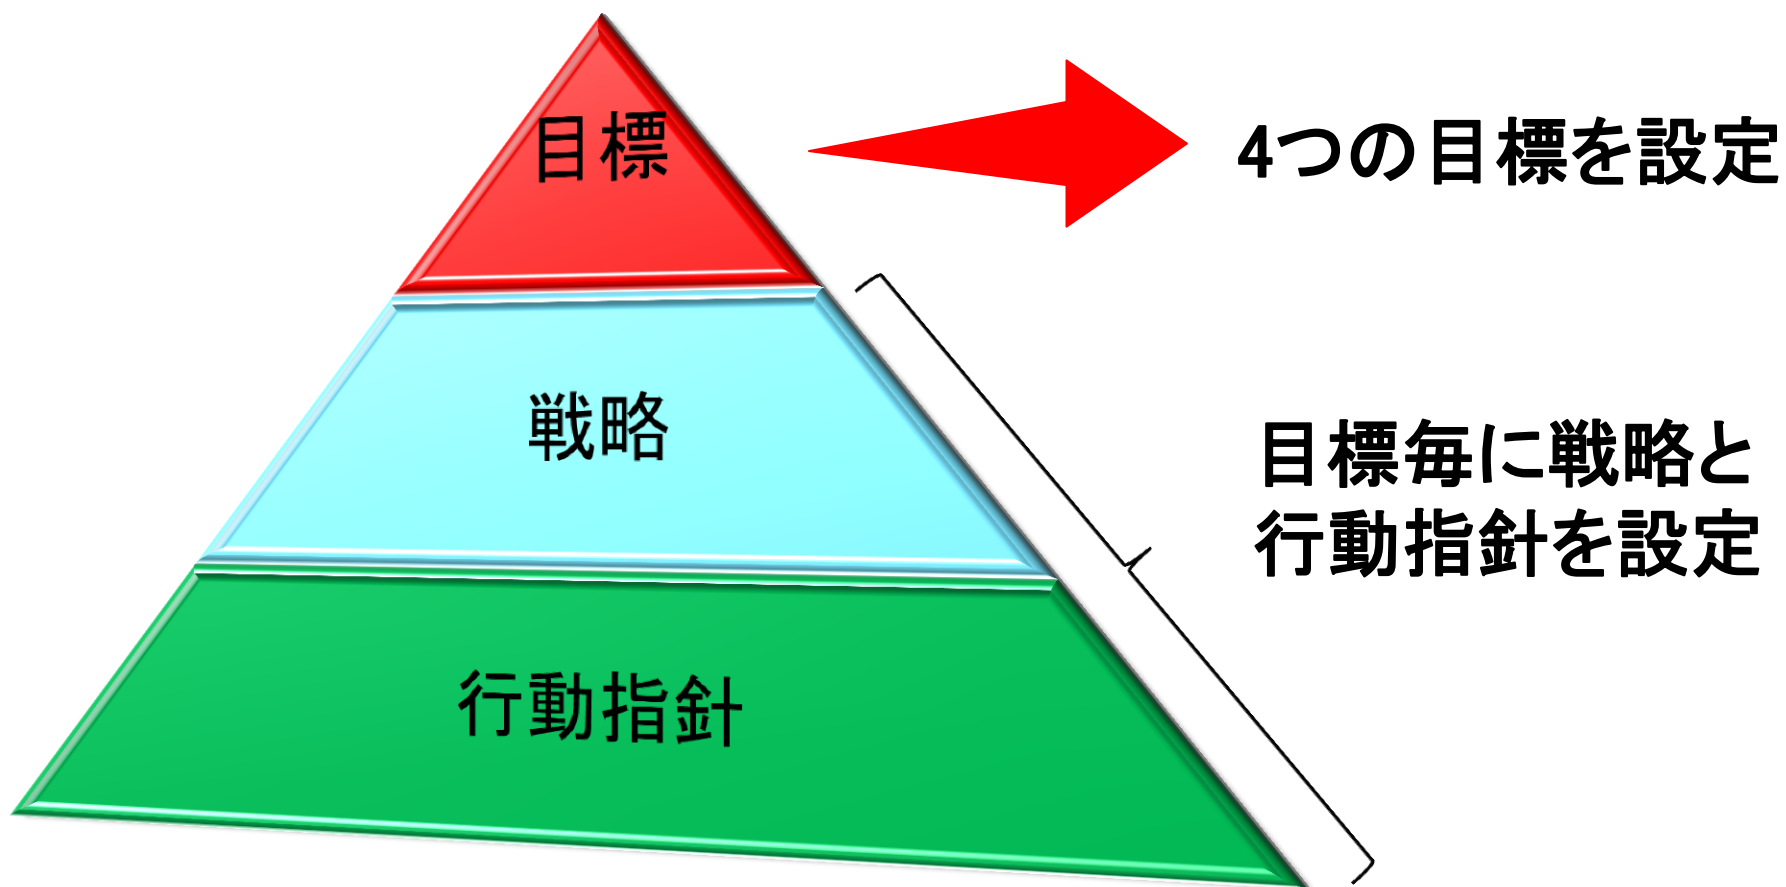 目標
4つの目標を設定
戦略
目標毎に戦略と
行動指針を設定
行動指針